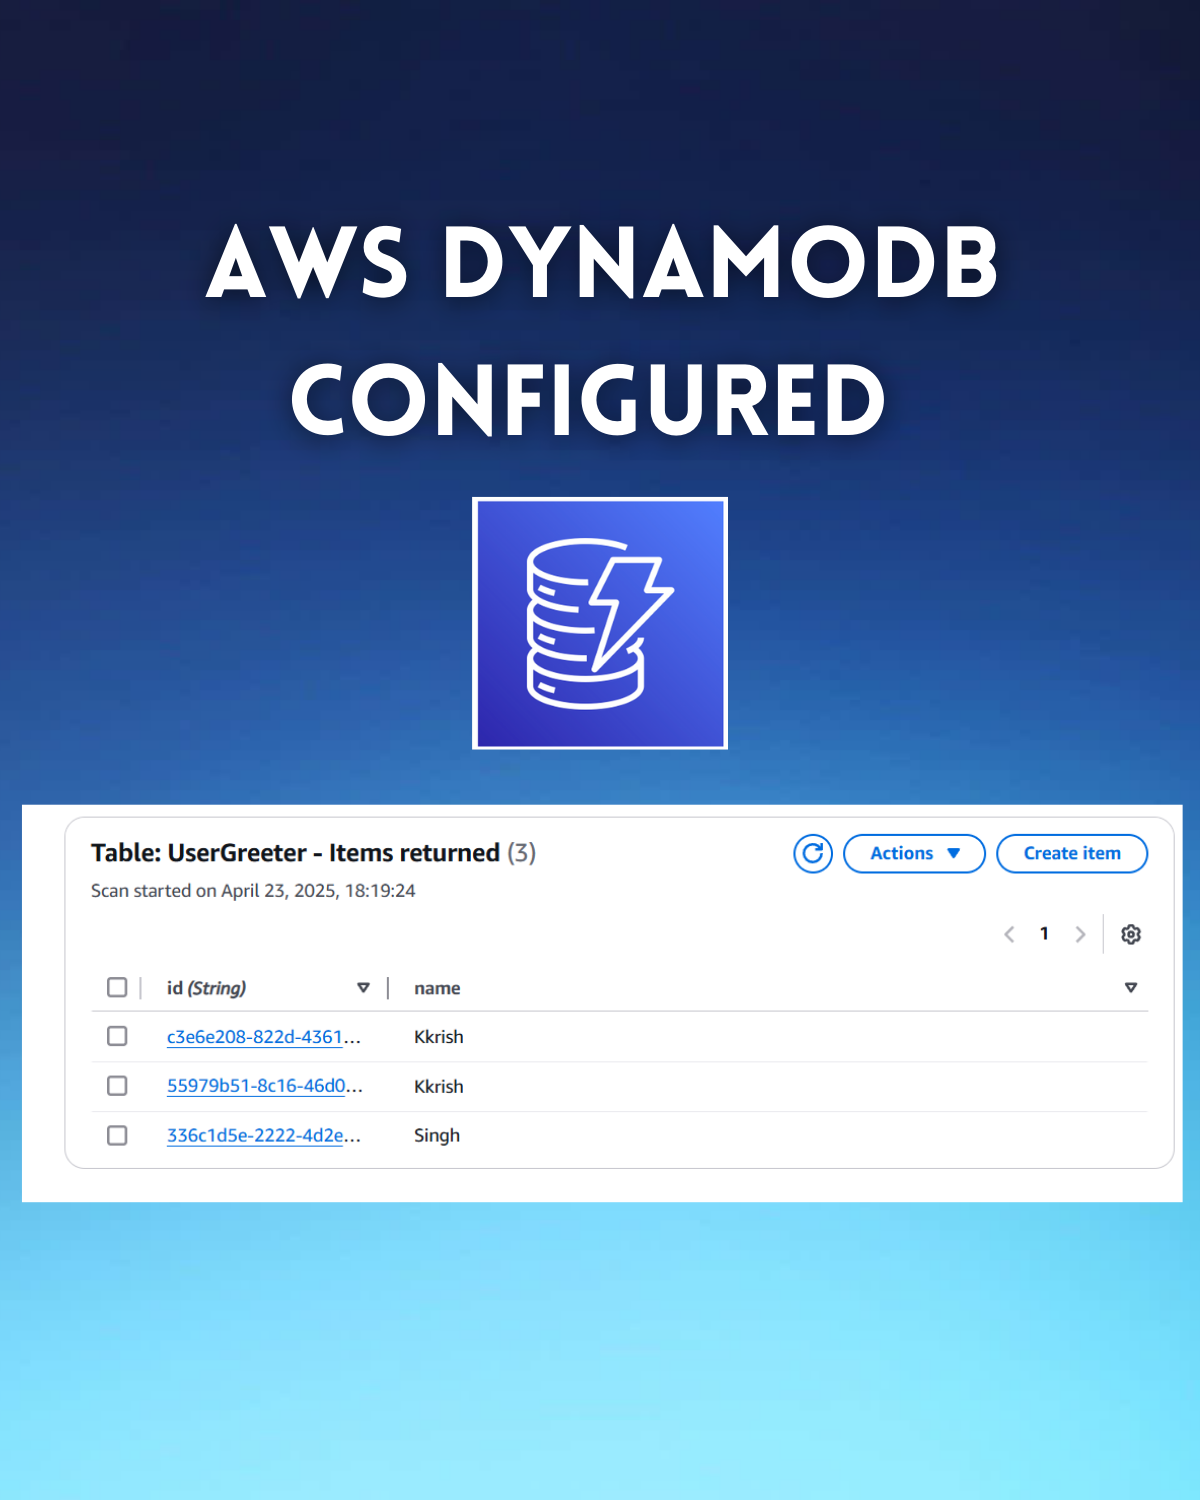 AWS DYNAMODB
CONFIGURED
Table: UserGreeter - Items returned (3)
Actions
Create item
Scan started on April 23, 2025, 18:19:24
1
id (String)
name
c3e6e208-822d-4361...
Kkrish
55979b51-8c16-46d0...
Kkrish
336c1d5e-2222-4d2e...
Singh